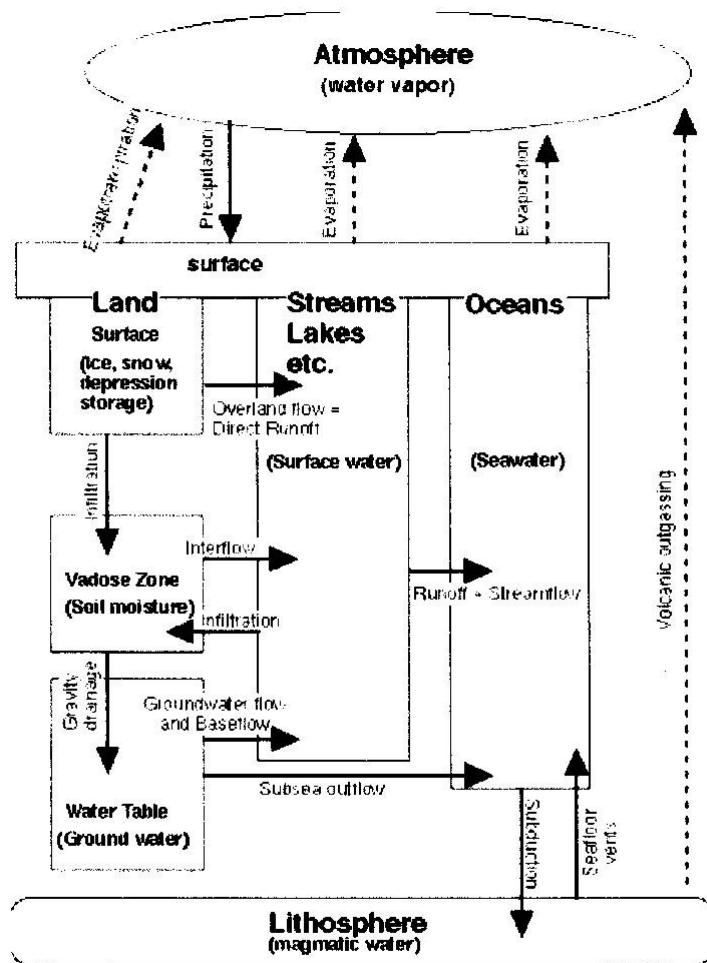 Atmosphere
(water vapor)
Evapotranspiration
Precipitation
Evaporation
Evaporation
surface
Land
Surface
(Ice, snow,
depression
storage)
Streams
Lakes
etc.
Oceans
Overland flow =
Direct Runoff
(Surface water)
(Seawater)
Infiltration
Interflow
Vadose Zone
(Soil moisture)
Infiltration
Runoff = Streamflow
Volcanic outgassing
Gravity
drainage
Groundwater flow
and Baseflow
Subsea outflow
Water Table
(Ground water)
Subduction
Seafloor
vents
Lithosphere
(magmatic water)